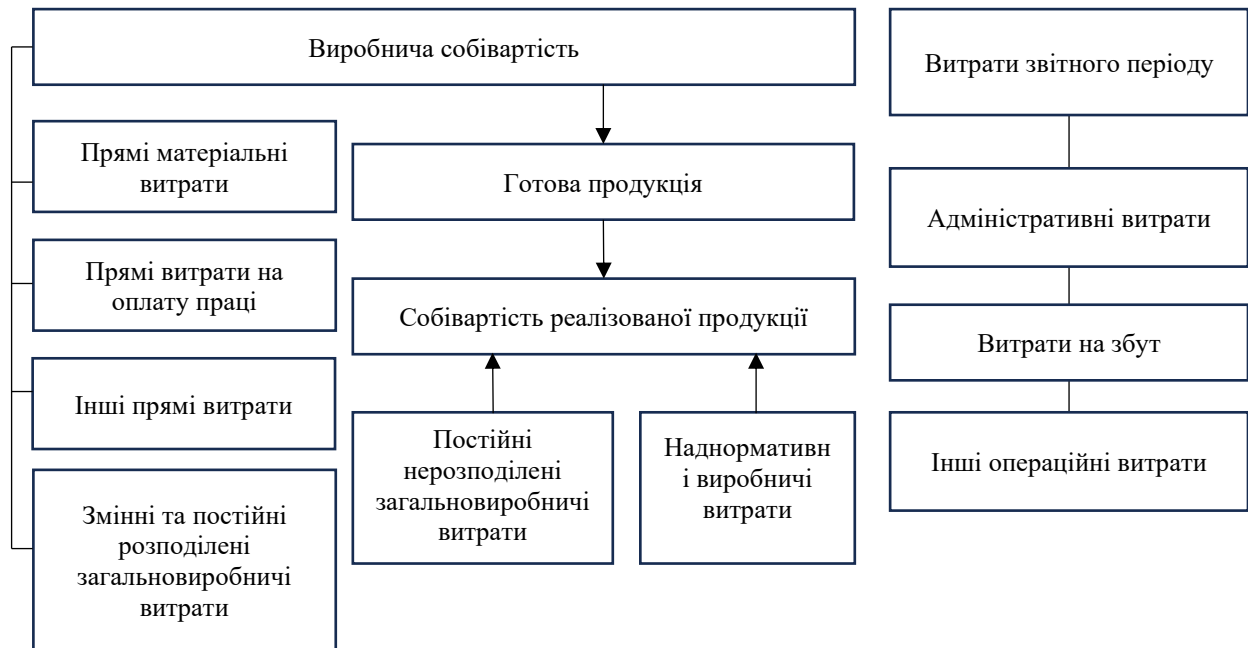 Виробнича собівартість
Прямі матеріальні
витрати
Прямі витрати на
оплату праці
Інші прямі витрати
Змінні та постійні
розподілені
загальновиробничі
витрати
Готова продукція
Собівартість реалізованої продукції
Постійні
нерозподілені
загальновиробничі
витрати
Наднормативн
і виробничі
витрати
Витрати звітного періоду
Адміністративні витрати
Витрати на збут
Інші операційні витрати